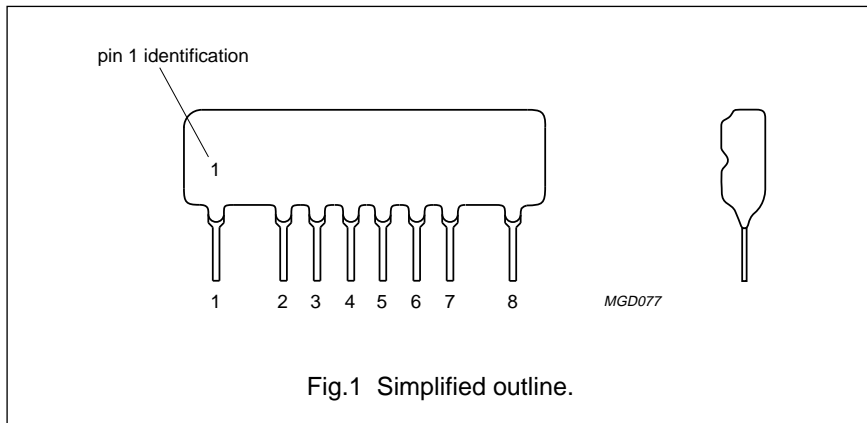 pin 1 identification
1
1 2 3 4 5 6 7 8 MGD077
Fig.1 Simplified outline.